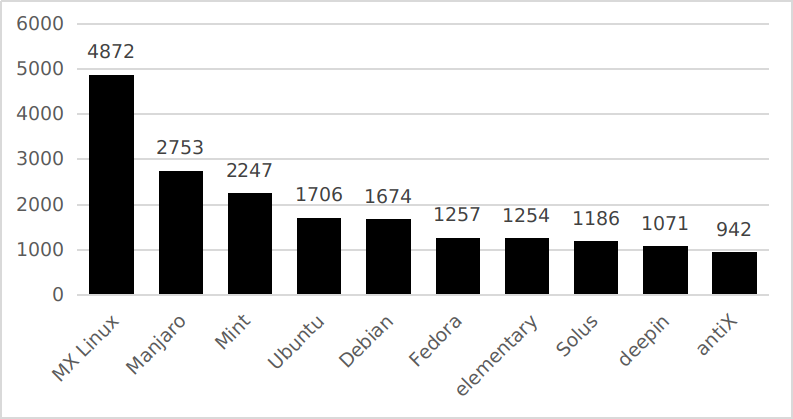 6000
5000
4000
3000
2000
1000
0
4872
2753
2247
1706
1674
1257
1254
1186
1071
942
MX Linux
Manjaro
Mint
Ubuntu
Debian
Fedora
elementary
Solus
deepin
antiX